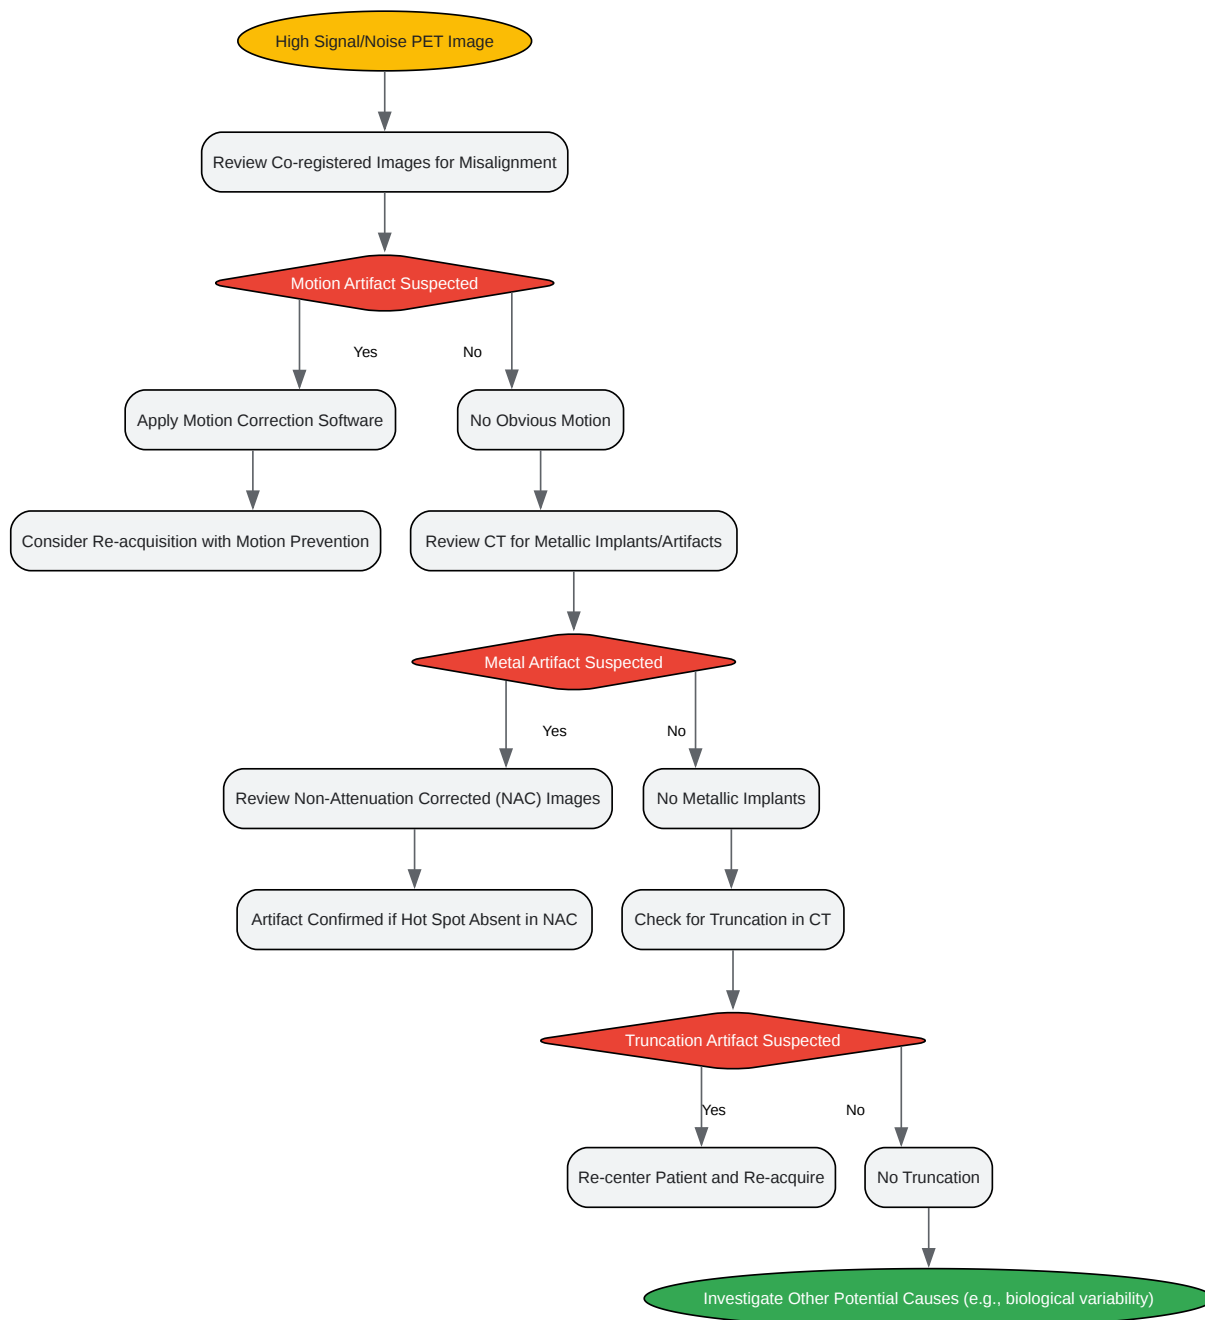 High Signal/Noise PET Image
Review Co-registered Images for Misalignment
Motion Artifact Suspected
Yes
No
Apply Motion Correction Software
No Obvious Motion
Consider Re-acquisition with Motion Prevention
Review CT for Metallic Implants/Artifacts
Metal Artifact Suspected
Yes
No
Review Non-Attenuation Corrected (NAC) Images
No Metallic Implants
Artifact Confirmed if Hot Spot Absent in NAC
Check for Truncation in CT
Truncation Artifact Suspected
Yes
No
Re-center Patient and Re-acquire
No Truncation
Investigate Other Potential Causes (e.g., biological variability)